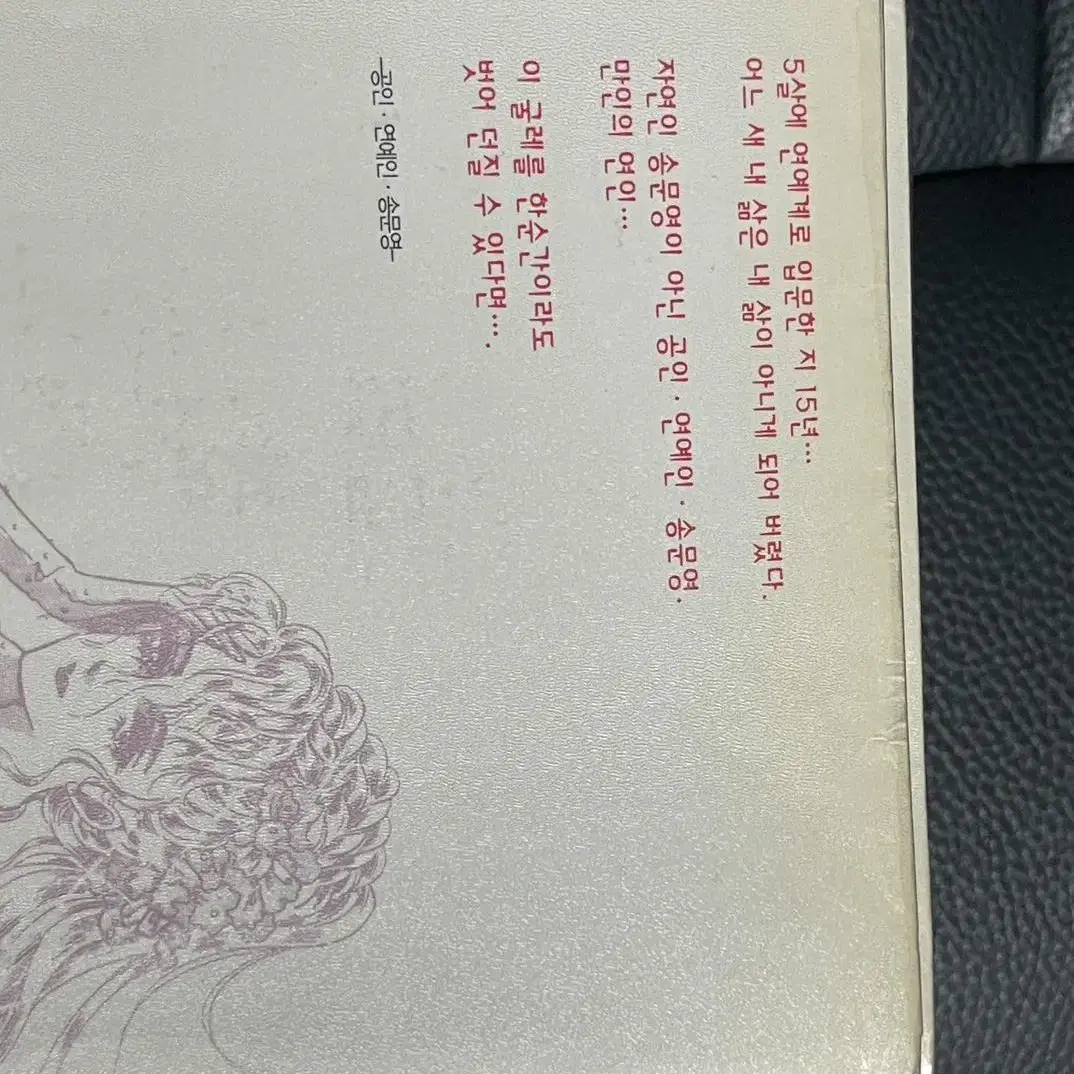 5살에 연예계로 입문한 지 15년…
어느 새 내 삶은 내 삶이 아니게 되어 버렸다.
자연인 송문영이 아닌 공인·연예인·송문영.
만인의 연인…
이 굴레를 한순간이라도
벗어 던질 수 있다면….
–공인·연예인·송문영–